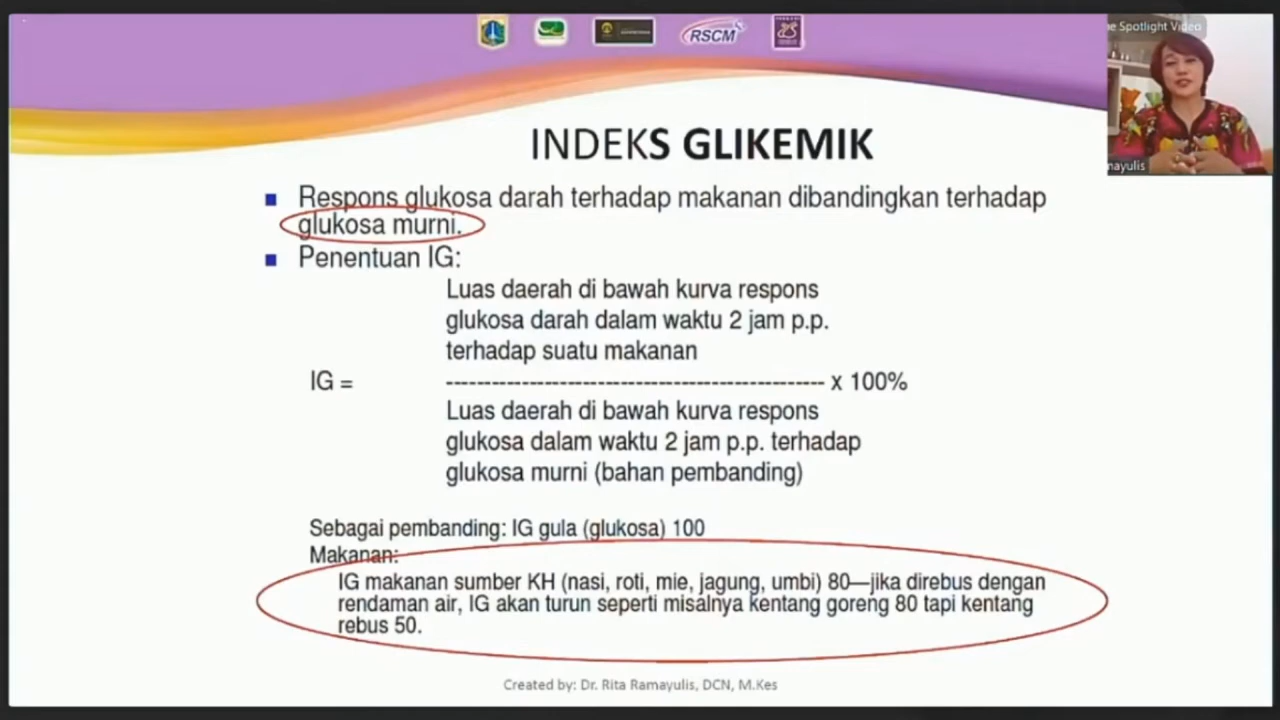 RSCM
e Spotlight Video
mayulis
INDEKS GLIKEMIK
Respons glukosa darah terhadap makanan dibandingkan terhadap
glukosa murni.
Penentuan IG:
Luas daerah di bawah kurva respons
glukosa darah dalam waktu 2 jam p.p.
terhadap suatu makanan
IG = -------------------------------------------------- x 100%
Luas daerah di bawah kurva respons
glukosa dalam waktu 2 jam p.p. terhadap
glukosa murni (bahan pembanding)
Sebagai pembanding: IG gula (glukosa) 100
Makanan:
IG makanan sumber KH (nasi, roti, mie, jagung, umbi) 80—jika direbus dengan
rendaman air, IG akan turun seperti misalnya kentang goreng 80 tapi kentang
rebus 50.
Created by: Dr. Rita Ramayulis, DCN, M.Kes